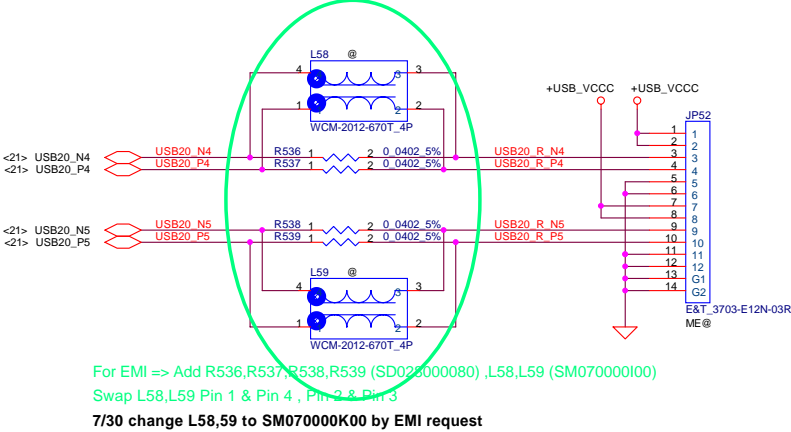 L58 @
4 3
3
1 2
2
WCM-2012-670T_4P
+USB_VCCC +USB_VCCC
JP52
<21> USB20_N4 USB20_N4 R536 1 2 0_0402_5% USB20_R_N4
<21> USB20_P4 USB20_P4 R537 1 2 0_0402_5% USB20_R_P4
1 1
2 2
3 3
4 4
5 5
6 6
7 7
8 8
9 9
10 10
11 11
12 12
13 G1
14 G2
<21> USB20_N5 USB20_N5 R538 1 2 0_0402_5% USB20_R_N5
<21> USB20_P5 USB20_P5 R539 1 2 0_0402_5% USB20_R_P5
L59 @
4 3
3
1 2
2
WCM-2012-670T_4P
E&T_3703-E12N-03R
ME@
For EMI => Add R536,R537,R538,R539 (SD028000080) ,L58,L59 (SM070000I00)
Swap L58,L59 Pin 1 & Pin 4 , Pin 2 & Pin 3
7/30 change L58,59 to SM070000K00 by EMI request